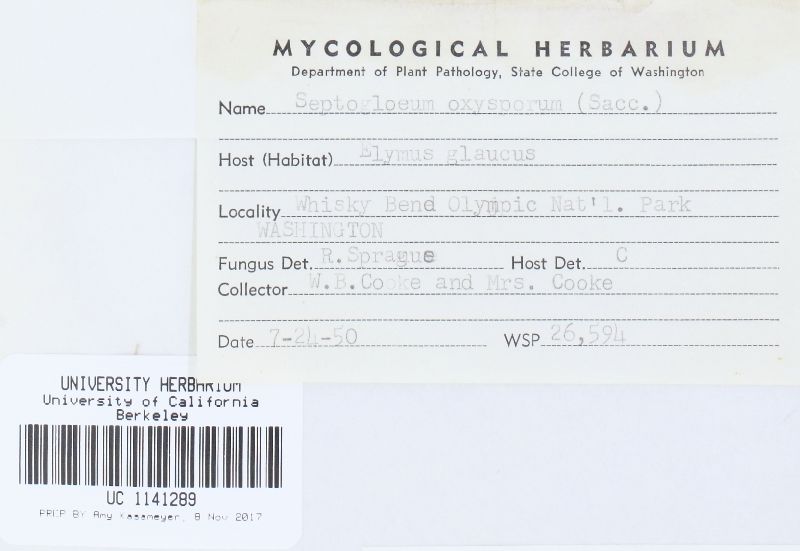 MYCOLOGICAL HERBARIUM
Department of Plant Pathology, State College of Washington
Name Septogloeum oxysporum (Sacc.)
Host (Habitat) Elymus glaucus
Locality Whisky Bend Olympic Nat'l. Park
WASHINGTON
Fungus Det. R.Sprague Host Det. C
Collector W.B.Cooke and Mrs. Cooke
Date 7-24-50 WSP 26,594
UNIVERSITY HERBARIUM
University of California
Berkeley
UC 1141289
PREP BY Amy Kasameyer, 8 Nov 2017